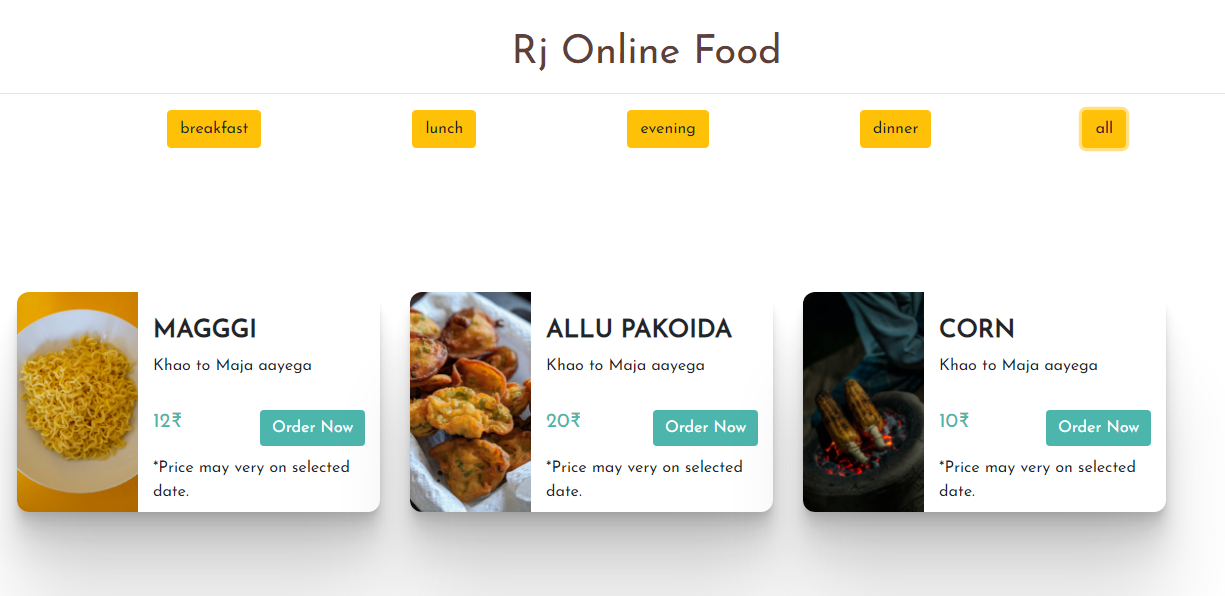 Rj Online Food
breakfast lunch evening dinner all
MAGGGI
Khao to Maja aayega
12₹ Order Now
*Price may very on selected
date.
ALLU PAKOIDA
Khao to Maja aayega
20₹ Order Now
*Price may very on selected
date.
CORN
Khao to Maja aayega
10₹ Order Now
*Price may very on selected
date.